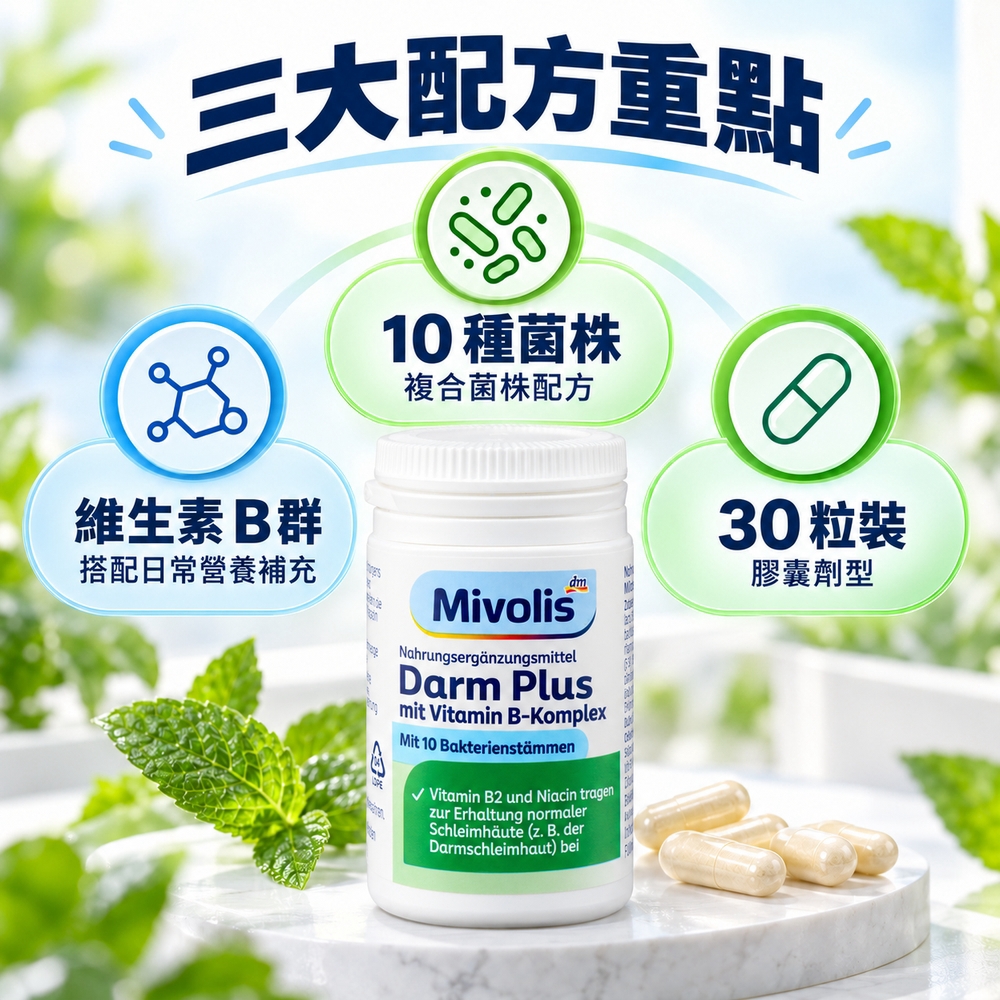 三大配方重點
10種菌株
複合菌株配方
維生素B群
搭配日常營養補充
30粒裝
膠囊劑型
dm
Mivolis
Nahrungsergänzungsmittel
Darm Plus
mit Vitamin B-Komplex
Mit 10 Bakterienstämmen
✓ Vitamin B2 und Niacin tragen
zur Erhaltung normaler
Schleimhäute (z. B. der
Darmschleimhaut) bei
04
LDPE